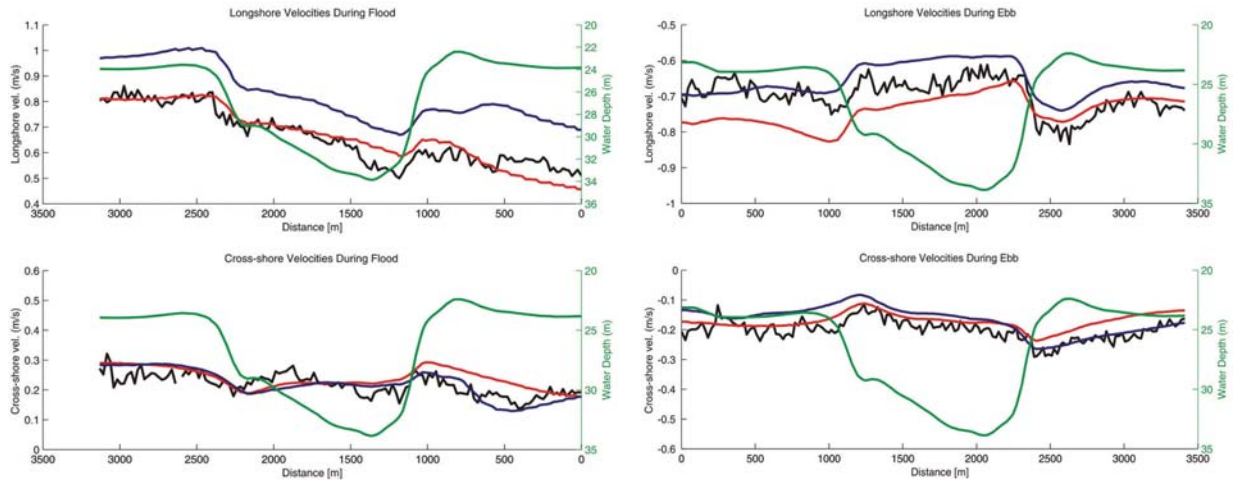 Longshore Velocities During Flood
1.1
1
0.9
0.8
0.7
0.6
0.5
0.4
Longshore vel. (m/s)
3500 3000 2500 2000 1500 1000 500 0
Distance [m]
20
22
24
26
28
30
32
34
36
Water Depth (m)
Longshore Velocities During Ebb
-0.5
-0.6
-0.7
-0.8
-0.9
-1
Longshore vel. (m/s)
0 500 1000 1500 2000 2500 3000 3500
Distance [m]
20
25
30
35
Water Depth (m)
Cross-shore Velocities During Flood
0.6
0.5
0.4
0.3
0.2
0.1
0
Cross-shore vel. (m/s)
3500 3000 2500 2000 1500 1000 500 0
Distance [m]
20
25
30
35
Water Depth (m)
Cross-shore Velocities During Ebb
0
-0.1
-0.2
-0.3
-0.4
-0.5
-0.6
Cross-shore vel. (m/s)
0 500 1000 1500 2000 2500 3000 3500
Distance [m]
20
25
30
35
Water Depth (m)